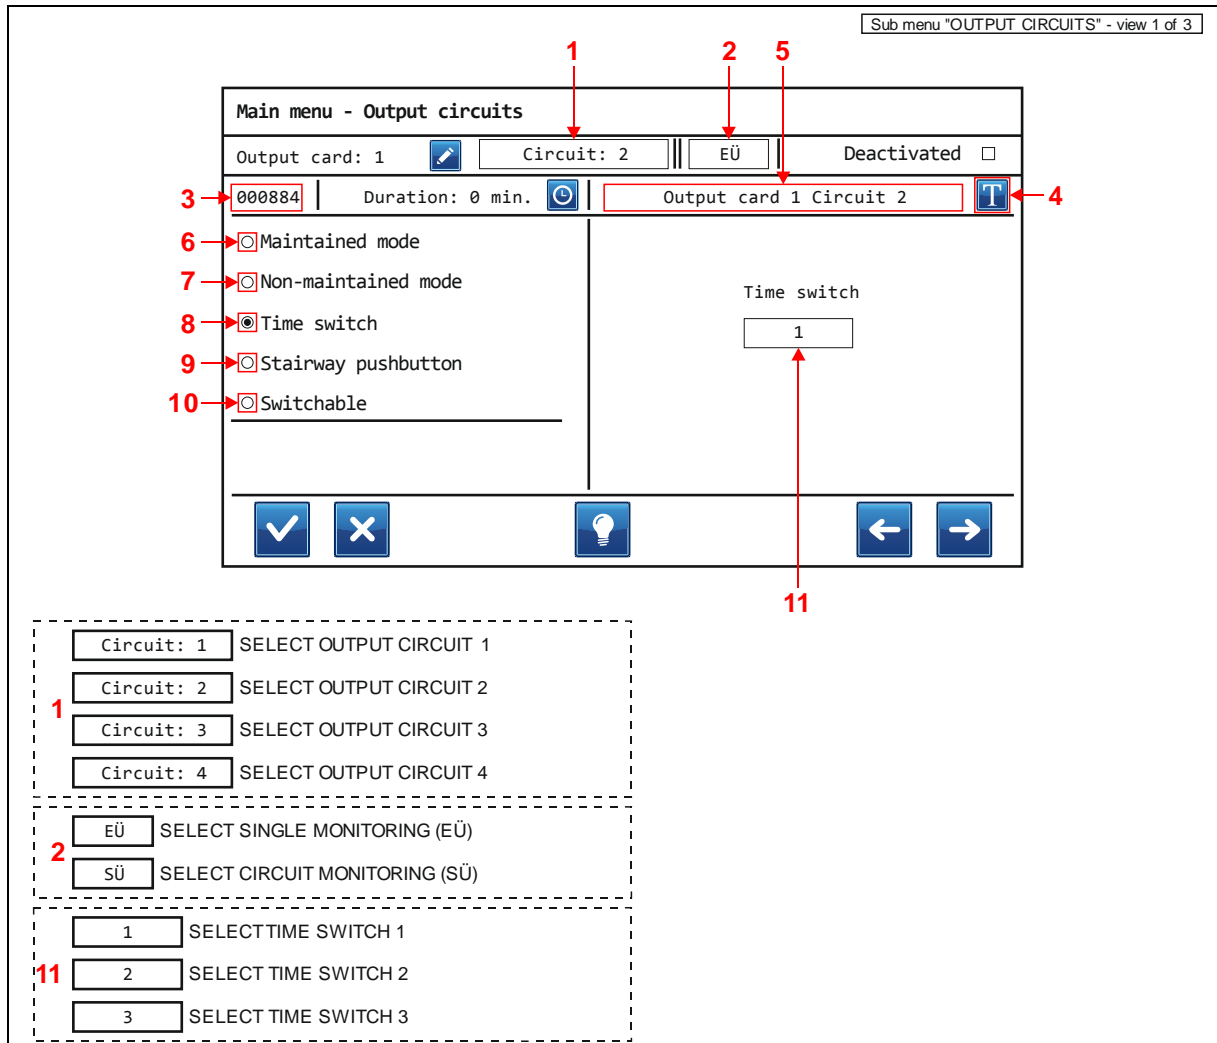 Sub menu "OUTPUT CIRCUITS" - view 1 of 3
1 2 5
Main menu - Output circuits
Output card: 1 Circuit: 2 EÜ Deactivated
3 000884 Duration: 0 min. Output card 1 Circuit 2 T 4
6 Maintained mode
7 Non-maintained mode
8 Time switch
9 Stairway pushbutton
10 Switchable
Time switch
1
11
1
Circuit: 1 SELECT OUTPUT CIRCUIT 1
Circuit: 2 SELECT OUTPUT CIRCUIT 2
Circuit: 3 SELECT OUTPUT CIRCUIT 3
Circuit: 4 SELECT OUTPUT CIRCUIT 4
2
EÜ SELECT SINGLE MONITORING (EÜ)
SÜ SELECT CIRCUIT MONITORING (SÜ)
11
1 SELECT TIME SWITCH 1
2 SELECT TIME SWITCH 2
3 SELECT TIME SWITCH 3